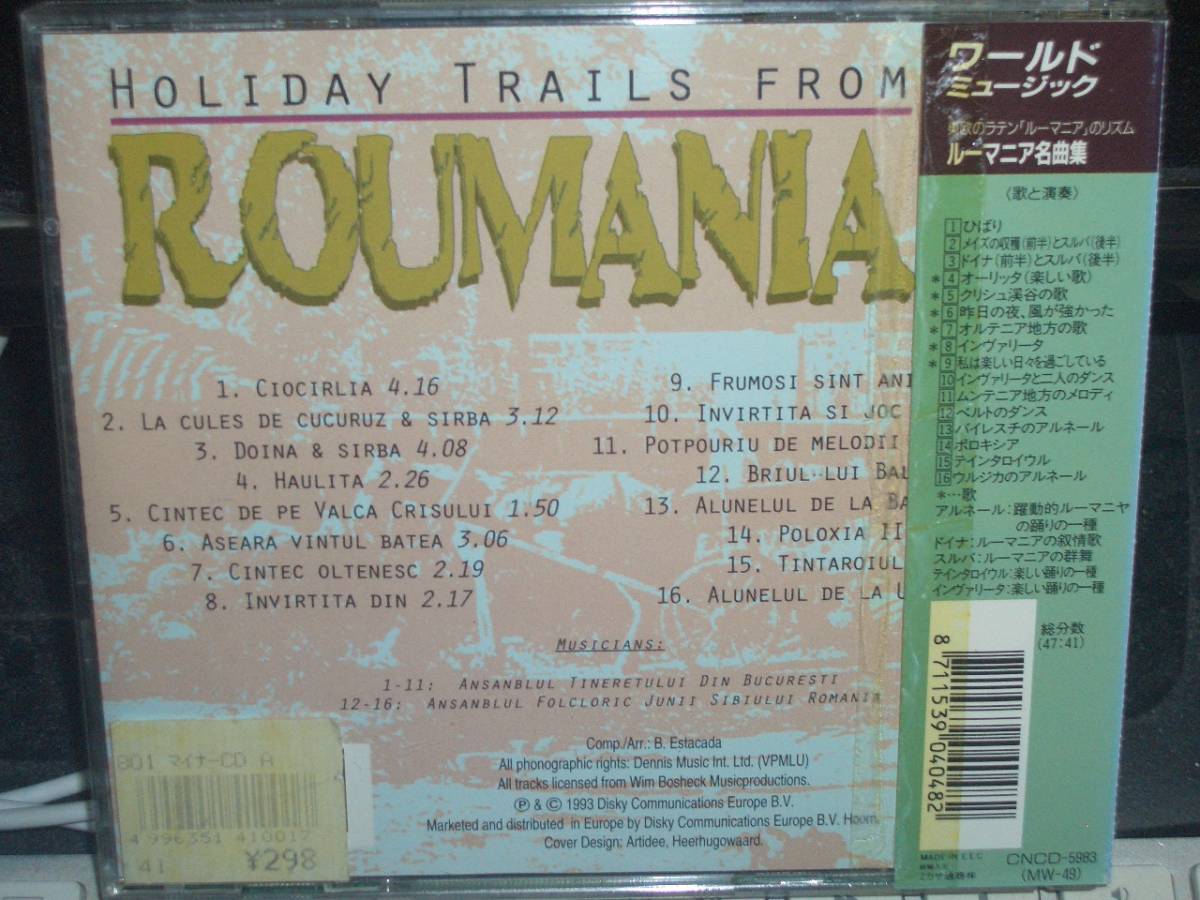 HOLIDAY TRAILS FROM
ROUMANIA
1. CIOCIRLIA 4.16
2. LA CULES DE CUCURUZ & SIRBA 3.12
3. DOINA & SIRBA 4.08
4. HAULITA 2.26
5. CINTEC DE PE VALCA CRISULUI 1.50
6. ASEARA VINTUL BATEA 3.06
7. CINTEC OLTENESC 2.19
8. INVIRTITA DIN 2.17
9. FRUMOSI SINT ANI
10. INVIRTITA SI JOC
11. POTPOURIU DE MELODII
12. BRIUL LUI BAL
13. ALUNELUL DE LA BA
14. POLOXIA II
15. TINTAROIUL
16. ALUNELUL DE LA U
MUSICIANS:
1-11: ANSANBLUL TINERETULUI DIN BUCURESTI
12-16: ANSANBLUL FOLCLORIC JUNII SIBIULUI ROMANIA
Comp./Arr.: B. Estacada
All phonographic rights: Dennis Music Int. Ltd. (VPMLU)
All tracks licensed from Wim Bosheck Musicproductions.
Ⓟ & © 1993 Disky Communications Europe B.V.
Marketed and distributed in Europe by Disky Communications Europe B.V. Hoorn.
Cover Design: Artidee, Heerhugowaard.
801 マイナーCD A
4 996351 410017
41
¥298
ワールド
ミュージック
東欧のラテン「ルーマニア」のリズム
ルーマニア名曲集
〈歌と演奏〉
1 ひばり
2 メイズの収穫(前半)とスルバ(後半)
3 ドイナ(前半)とスルバ(後半)
*4 オーリッタ(楽しい歌)
*5 クリシュ渓谷の歌
*6 昨日の夜、風が強かった
*7 オルテニア地方の歌
*8 インヴァリータ
*9 私は楽しい日々を過ごしている
10 インヴァリータと二人のダンス
11 ムンテニア地方のメロディ
12 ベルトのダンス
13 バイレスチのアルネール
14 ポロキシア
15 テインタロイウル
16 ウルジカのアルネール
*…歌
アルネール:躍動的ルーマニヤ
の踊りの一種
ドイナ:ルーマニアの叙情歌
スルバ:ルーマニアの群舞
テインタロイウル:楽しい踊りの一種
インヴァリータ:楽しい踊りの一種
総分数
(47:41)
8 711539 040482
MADE IN E.E.C
CNCD-5983
(MW-49)